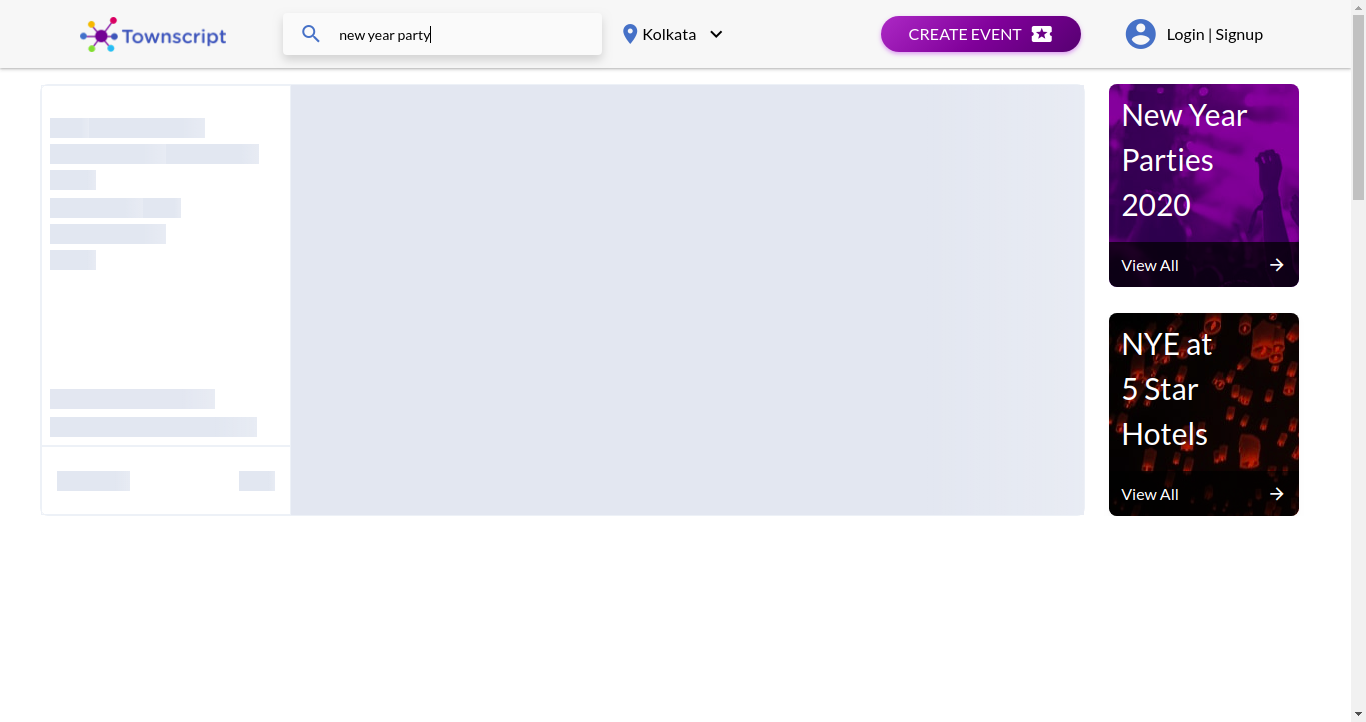 Townscript
new year party
Kolkata
CREATE EVENT
Login | Signup
New Year
Parties
2020
View All
NYE at
5 Star
Hotels
View All